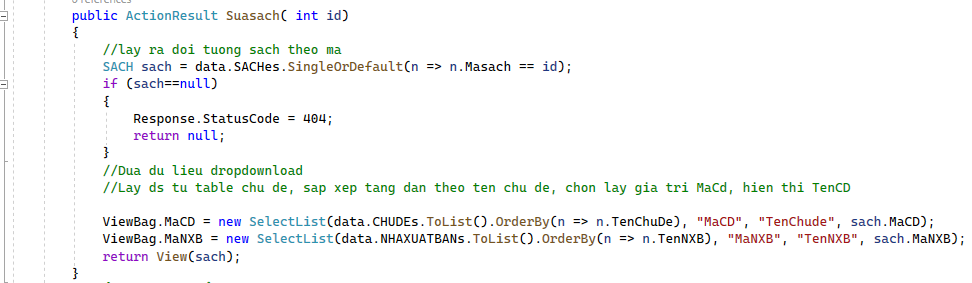 0 references
public ActionResult Suasach( int id)
{
//lay ra doi tuong sach theo ma
SACH sach = data.SACHes.SingleOrDefault(n => n.Masach == id);
if (sach==null)
{
Response.StatusCode = 404;
return null;
}
//Dua du lieu dropdownload
//Lay ds tu table chu de, sap xep tang dan theo ten chu de, chon lay gia tri MaCd, hien thi TenCD
ViewBag.MaCD = new SelectList(data.CHUDEs.ToList().OrderBy(n => n.TenChuDe), "MaCD", "TenChude", sach.MaCD);
ViewBag.MaNXB = new SelectList(data.NHAXUATBANs.ToList().OrderBy(n => n.TenNXB), "MaNXB", "TenNXB", sach.MaNXB);
return View(sach);
}